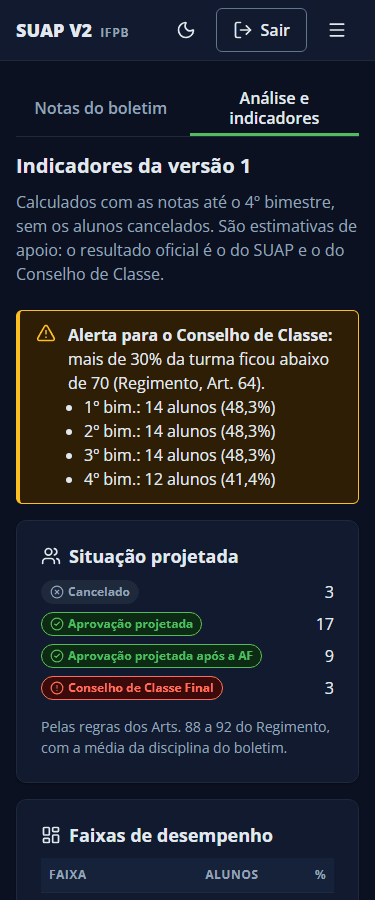 SUAP V2 IFPB
Sair
Notas do boletim
Análise e
indicadores
Indicadores da versão 1
Calculados com as notas até o 4º bimestre,
sem os alunos cancelados. São estimativas de
apoio: o resultado oficial é o do SUAP e o do
Conselho de Classe.
Alerta para o Conselho de Classe:
mais de 30% da turma ficou abaixo
de 70 (Regimento, Art. 64).
• 1º bim.: 14 alunos (48,3%)
• 2º bim.: 14 alunos (48,3%)
• 3º bim.: 14 alunos (48,3%)
• 4º bim.: 12 alunos (41,4%)
Situação projetada
Cancelado 3
Aprovação projetada 17
Aprovação projetada após a AF 9
Conselho de Classe Final 3
Pelas regras dos Arts. 88 a 92 do Regimento,
com a média da disciplina do boletim.
Faixas de desempenho
FAIXA ALUNOS %